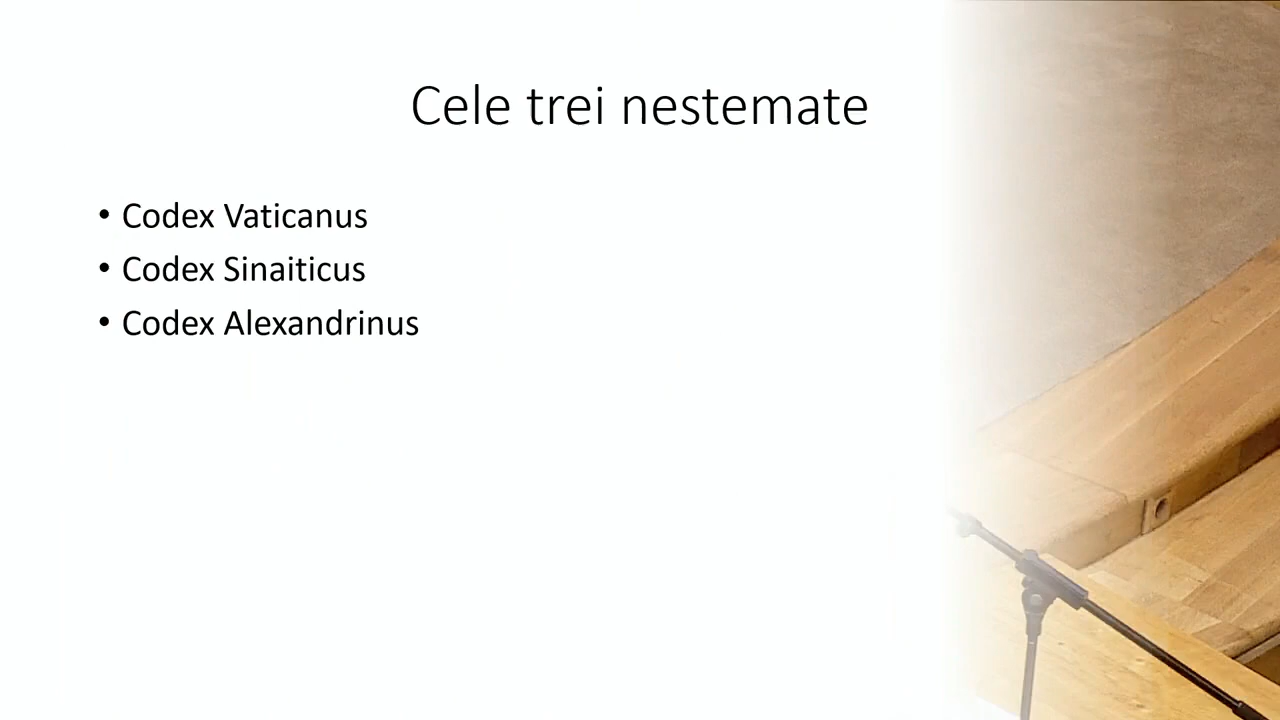 Cele trei nestemate
• Codex Vaticanus
• Codex Sinaiticus
• Codex Alexandrinus